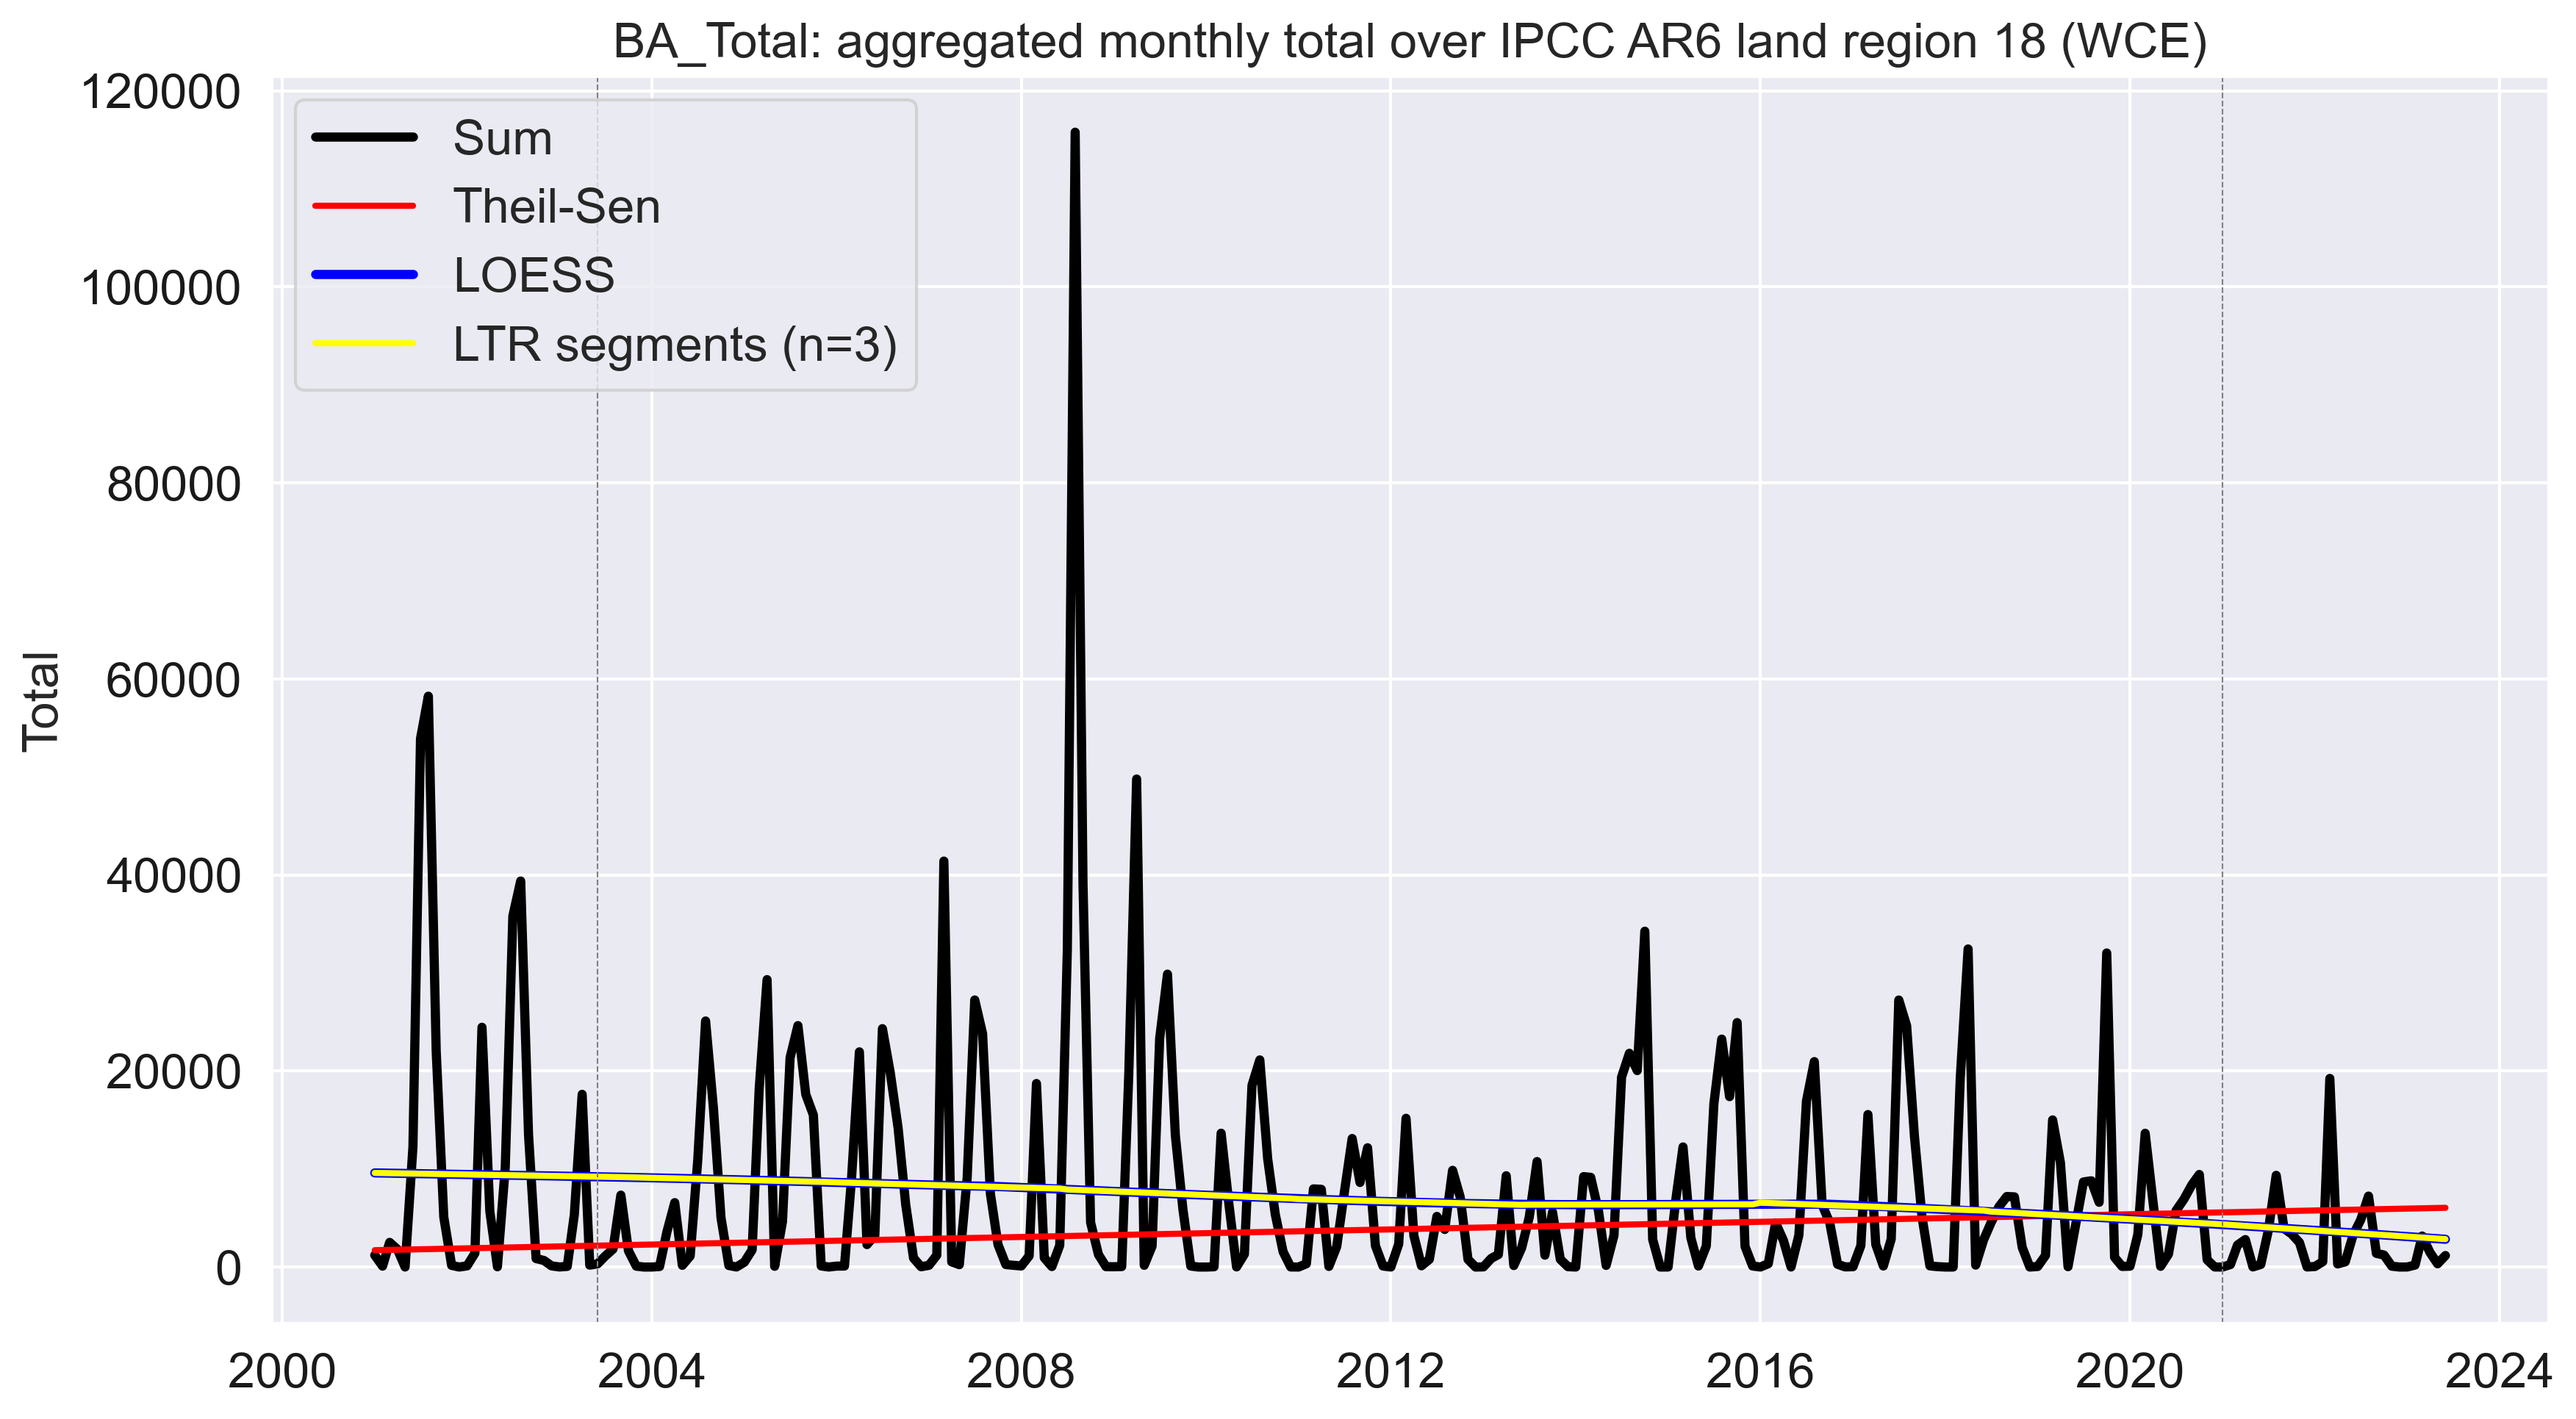 BA_Total: aggregated monthly total over IPCC AR6 land region 18 (WCE)
120000
100000
80000
60000
40000
20000
0
Total
Sum
Theil-Sen
LOESS
LTR segments (n=3)
2000 2004 2008 2012 2016 2020 2024